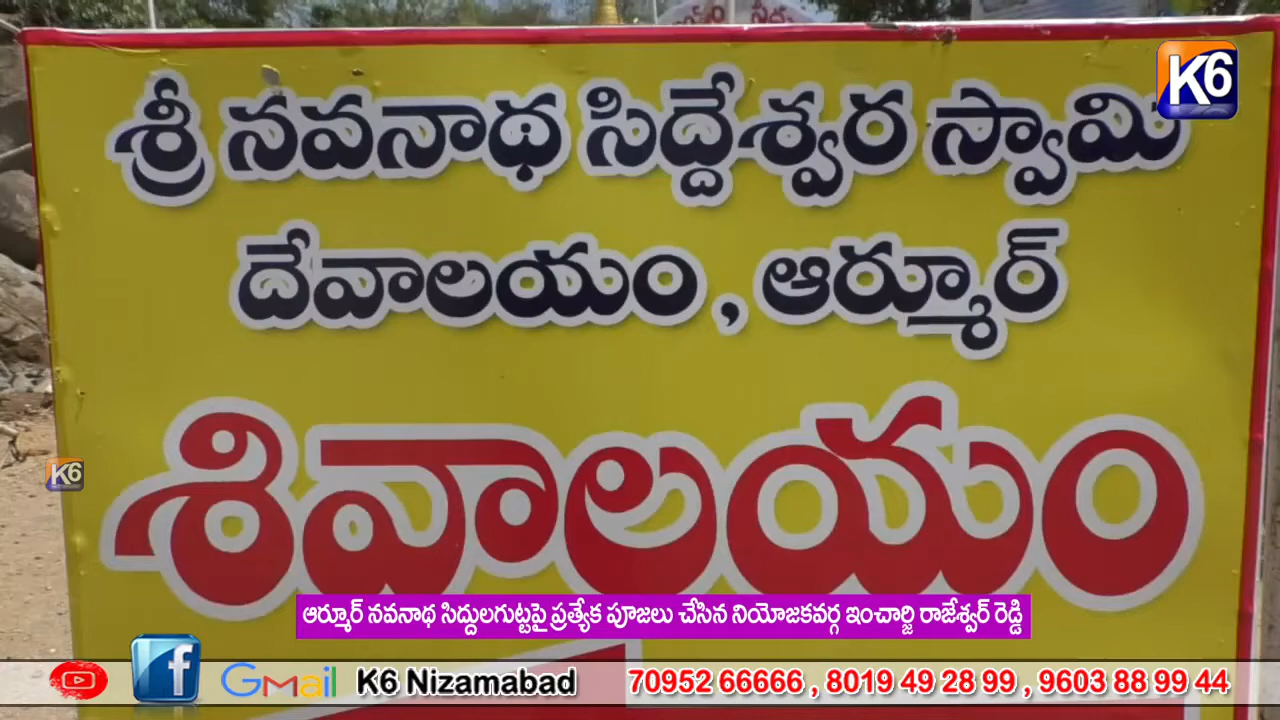 K6
శ్రీ నవనాథ సిద్దేశ్వర స్వామి
దేవాలయం , ఆర్మూర్
శివాలయం
K6
ఆర్మూర్ నవనాథ సిద్దులగుట్టపై ప్రత్యేక పూజలు చేసిన నియోజకవర్గ ఇంచార్జి రాజేశ్వర్ రెడ్డి
f Gmail K6 Nizamabad 70952 66666 , 8019 49 28 99 , 9603 88 99 44